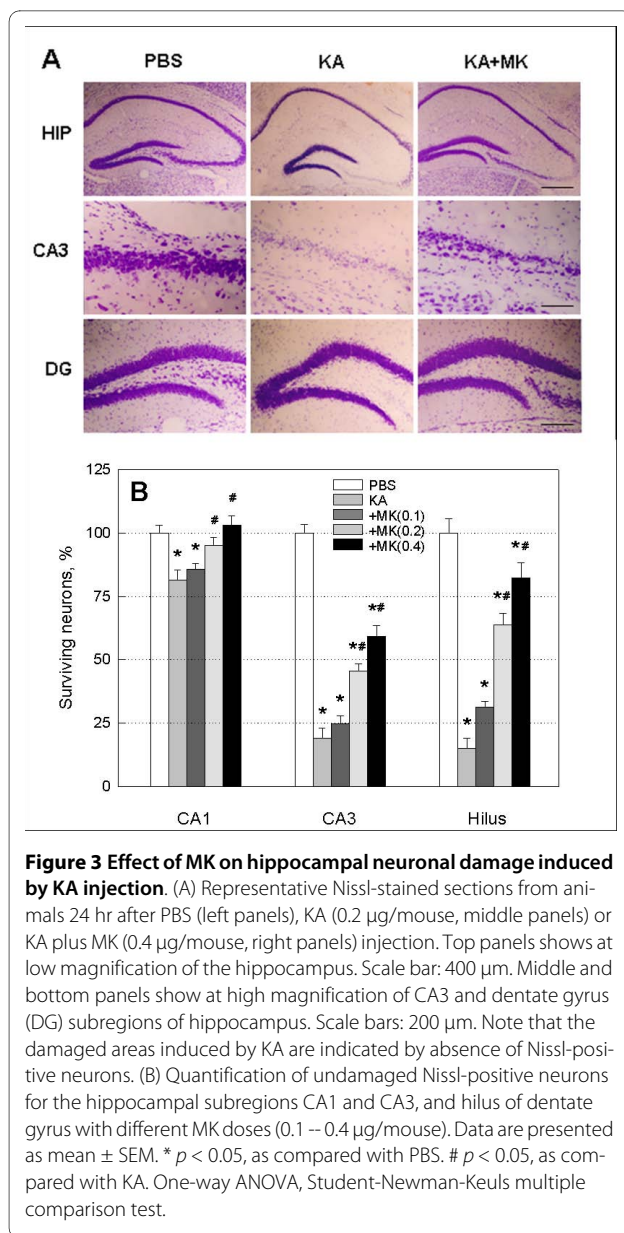 A
PBS KA KA+MK
HIP
CA3
DG
B
125
100
75
50
25
0
Surviving neurons, %
PBS
KA
+MK(0.1)
+MK(0.2)
+MK(0.4)
* * # #
* * *# *#
* * *# *#
CA1 CA3 Hilus
Figure 3 Effect of MK on hippocampal neuronal damage induced
by KA injection. (A) Representative Nissl-stained sections from ani-
mals 24 hr after PBS (left panels), KA (0.2 μg/mouse, middle panels) or
KA plus MK (0.4 μg/mouse, right panels) injection. Top panels shows at
low magnification of the hippocampus. Scale bar: 400 μm. Middle and
bottom panels show at high magnification of CA3 and dentate gyrus
(DG) subregions of hippocampus. Scale bars: 200 μm. Note that the
damaged areas induced by KA are indicated by absence of Nissl-posi-
tive neurons. (B) Quantification of undamaged Nissl-positive neurons
for the hippocampal subregions CA1 and CA3, and hilus of dentate
gyrus with different MK doses (0.1 -- 0.4 μg/mouse). Data are presented
as mean ± SEM. * p < 0.05, as compared with PBS. # p < 0.05, as com-
pared with KA. One-way ANOVA, Student-Newman-Keuls multiple
comparison test.